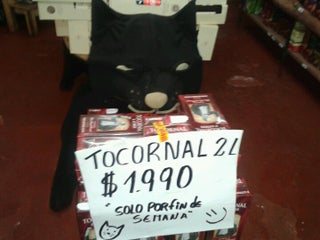 TOCORNAL 2L
$1.990
"SOLO POR fin de
SEMANA"